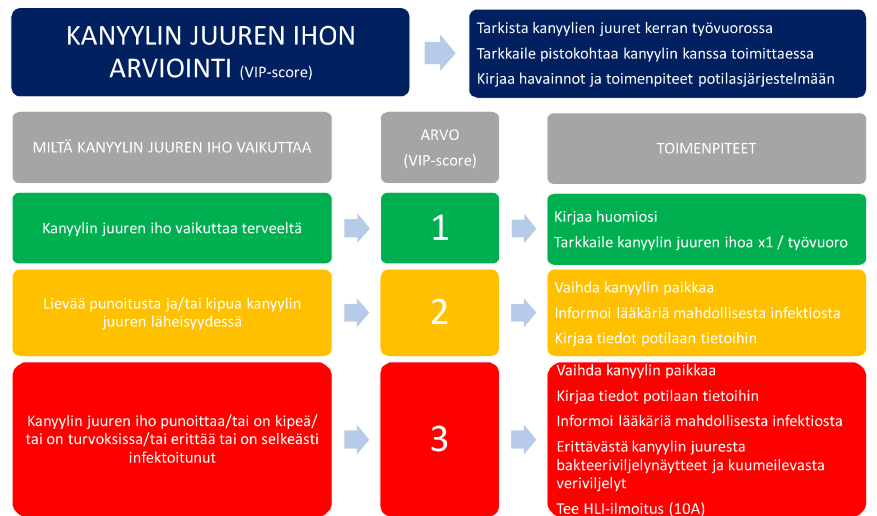 KANYYLIN JUUREN IHON
ARVIOINTI (VIP-score)
Tarkista kanyylien juuret kerran työvuorossa
Tarkkaile pistokohtaa kanyylin kanssa toimittaessa
Kirjaa havainnot ja toimenpiteet potilasjärjestelmään
MILTÄ KANYYLIN JUUREN IHO VAIKUTTAA
ARVO
(VIP-score)
TOIMENPITEET
Kanyylin juuren iho vaikuttaa terveeltä
1
Kirjaa huomiosi
Tarkkaile kanyylin juuren ihoa x1 / työvuoro
Lievää punoitusta ja/tai kipua kanyylin
juuren läheisyydessä
2
Vaihda kanyylin paikkaa
Informoi lääkäriä mahdollisesta infektiosta
Kirjaa tiedot potilaan tietoihin
Kanyylin juuren iho punoittaa/tai on kipeä/
tai on turvoksissa/tai erittää tai on selkeästi
infektoitunut
3
Vaihda kanyylin paikkaa
Kirjaa tiedot potilaan tietoihin
Informoi lääkäriä mahdollisesta infektiosta
Erittävästä kanyylin juuresta
bakteeriviljelynäytteet ja kuumeilevasta
veriviljelyt
Tee HLI-ilmoitus (10A)